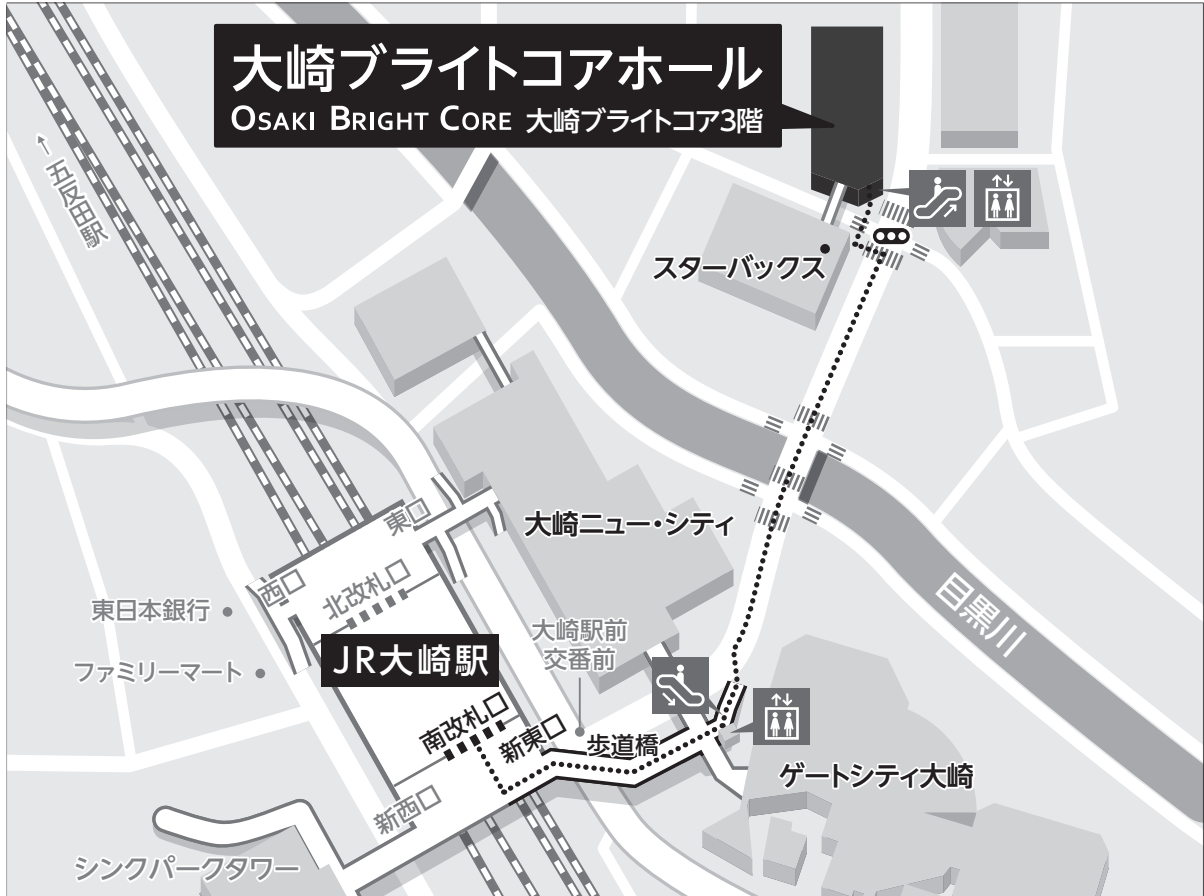 大崎ブライトコアホール
OSAKI BRIGHT CORE 大崎ブライトコア3階
←五反田駅
スターバックス
大崎ニュー・シティ
東口
西口
北改札口
東日本銀行
ファミリーマート
JR大崎駅
大崎駅前
交番前
目黒川
南改札口
新東口
歩道橋
ゲートシティ大崎
新西口
シンクパークタワー